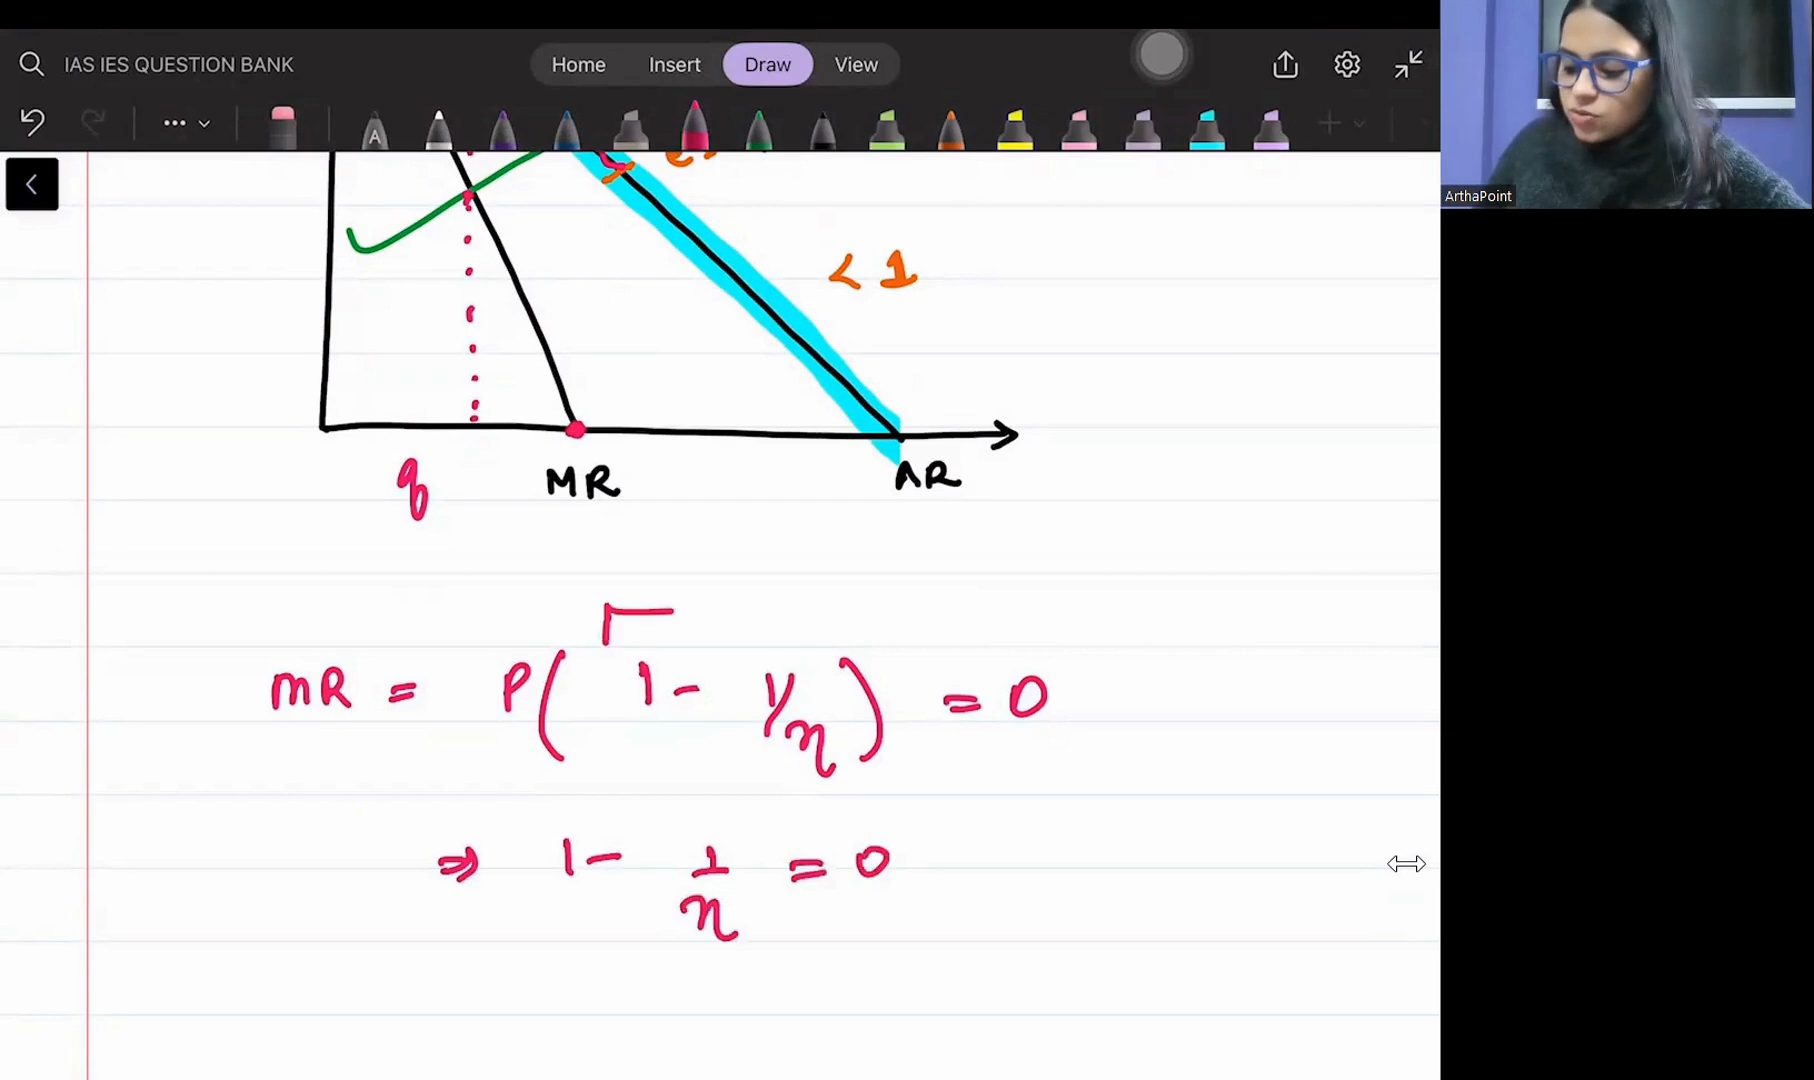 IAS IES QUESTION BANK
Home Insert Draw View
A
ArthaPoint
< 1
q MR AR
MR = P( 1 - 1/η ) = 0
⇒ 1 - 1/η = 0